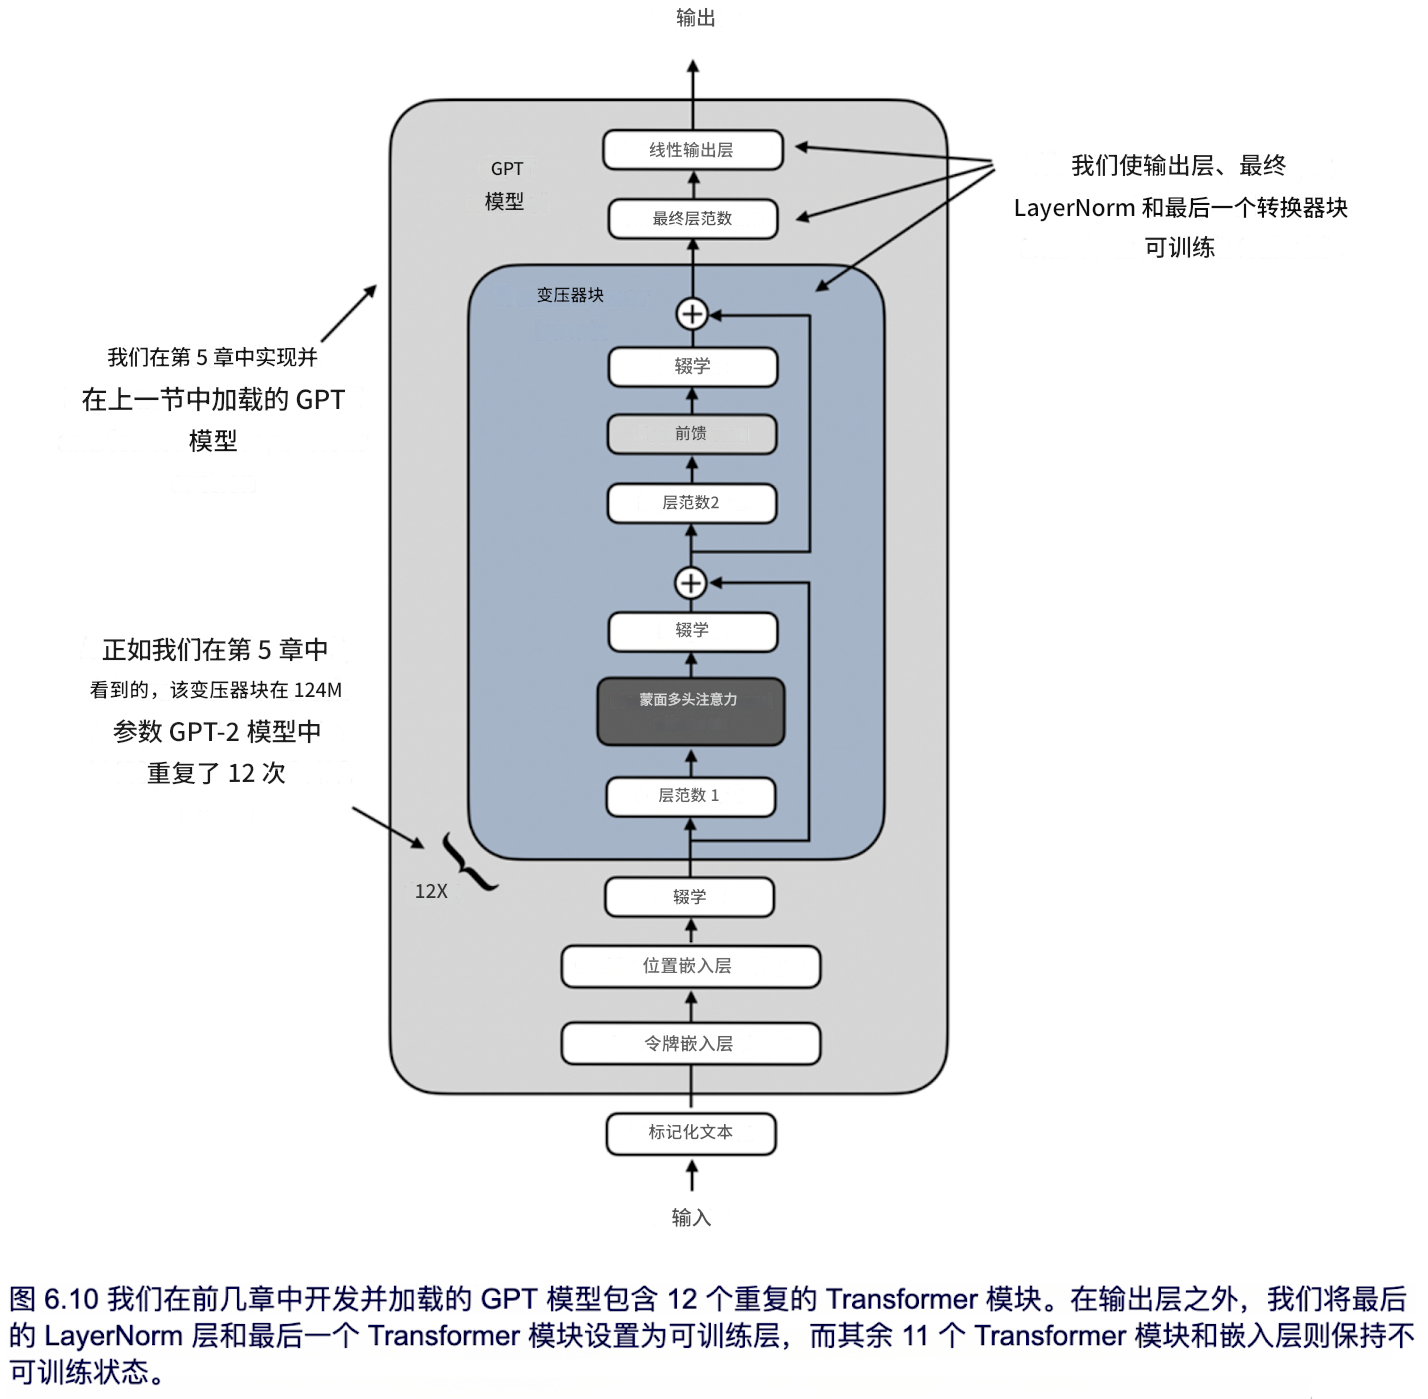 输出
线性输出层
GPT
模型
最终层范数
我们使输出层、最终
LayerNorm 和最后一个转换器块
可训练
变压器块
辍学
前馈
层范数2
我们在第 5 章中实现并
在上一节中加载的 GPT
模型
辍学
蒙面多头注意力
层范数 1
正如我们在第 5 章中
看到的，该变压器块在 124M
参数 GPT-2 模型中
重复了 12 次
12X
辍学
位置嵌入层
令牌嵌入层
标记化文本
输入
图 6.10 我们在前几章中开发并加载的 GPT 模型包含 12 个重复的 Transformer 模块。在输出层之外，我们将最后
的 LayerNorm 层和最后一个 Transformer 模块设置为可训练层，而其余 11 个 Transformer 模块和嵌入层则保持不
可训练状态。